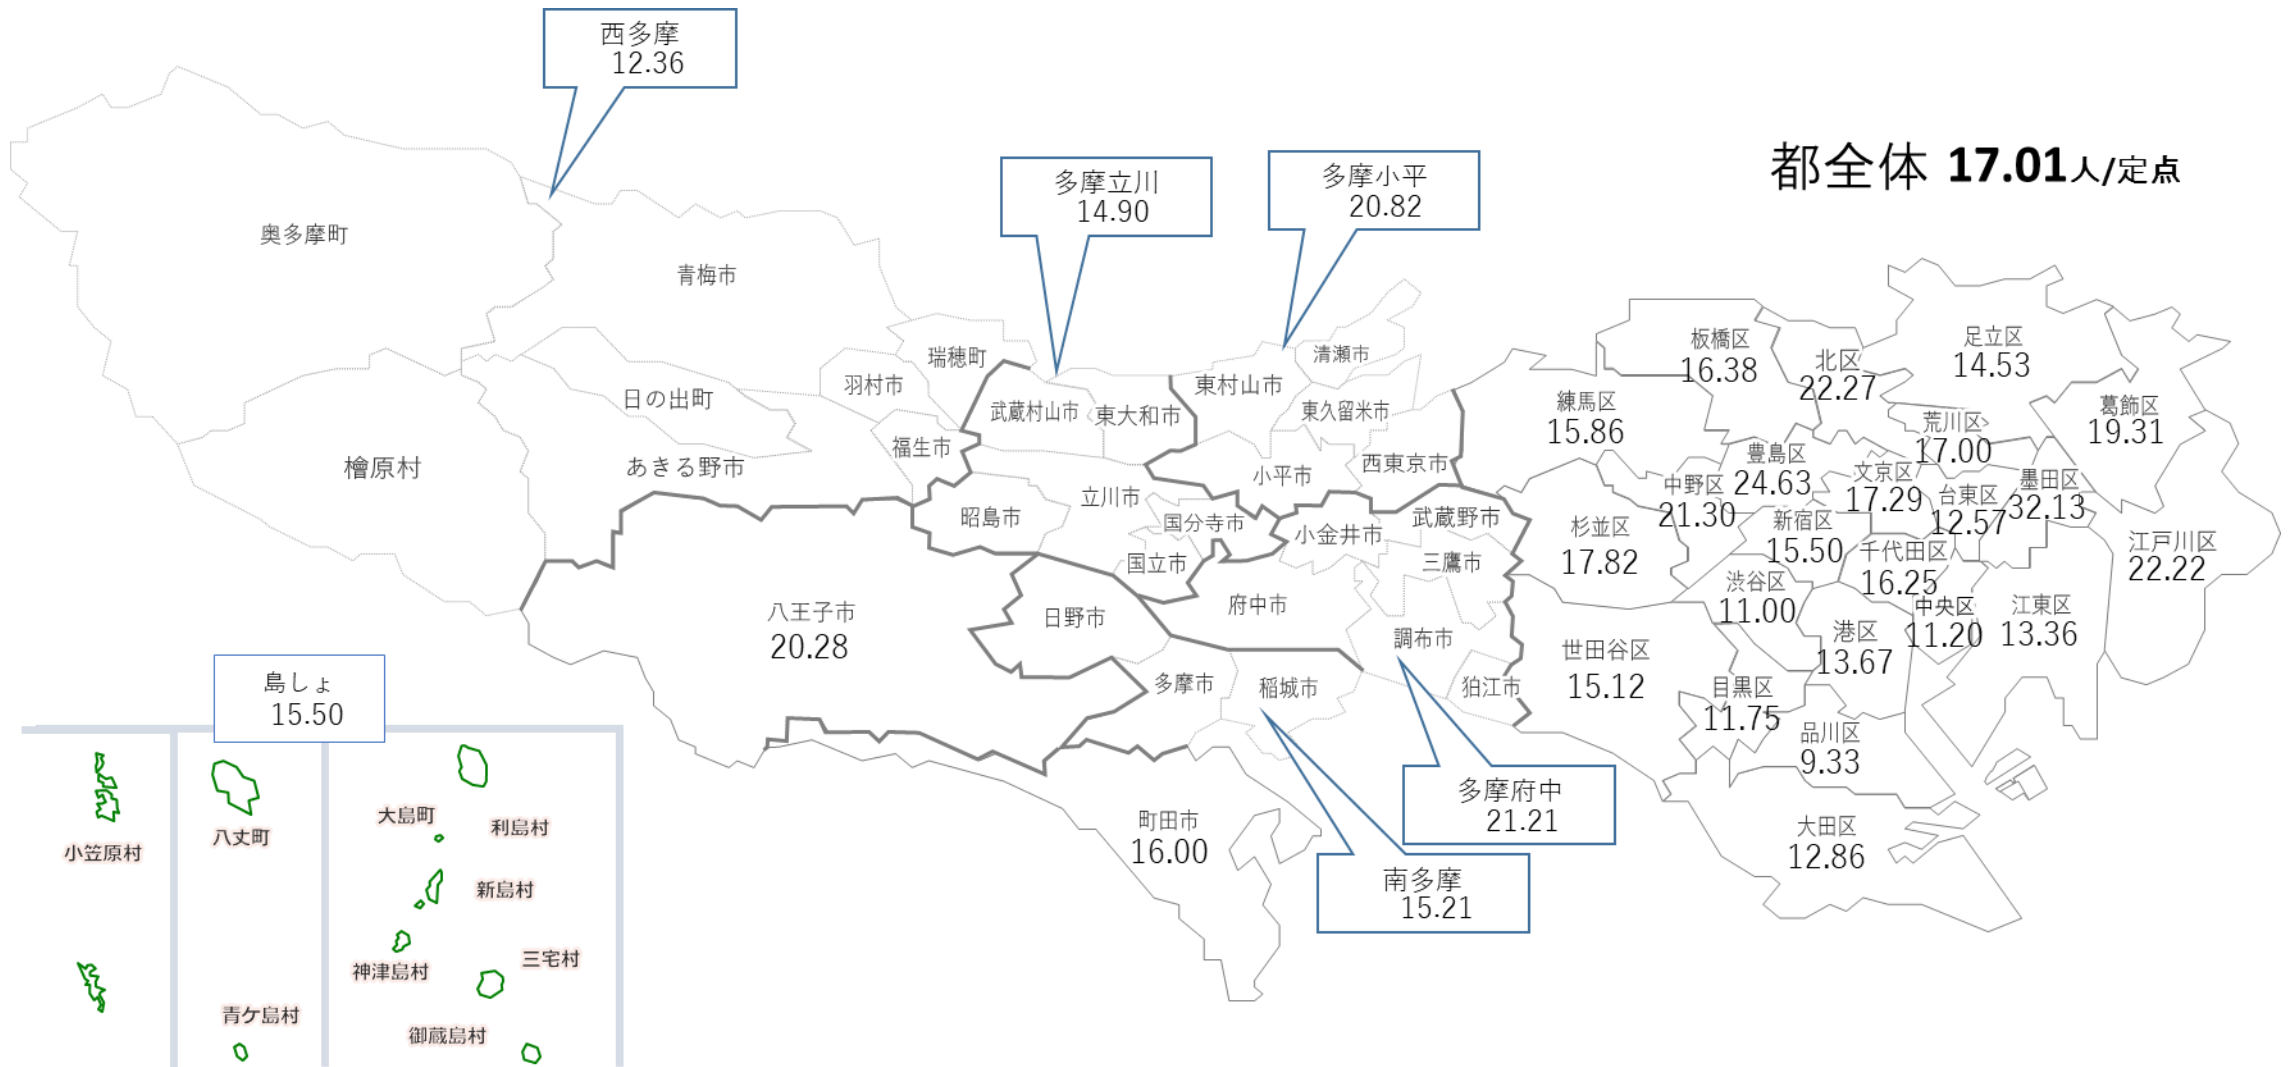 西多摩
12.36
多摩立川
14.90
多摩小平
20.82
都全体 17.01人/定点
奥多摩町
青梅市
瑞穂町
羽村市
日の出町
福生市
あきる野市
檜原村
武蔵村山市
東大和市
東村山市
清瀬市
東久留米市
小平市
西東京市
立川市
昭島市
国分寺市
国立市
小金井市
武蔵野市
三鷹市
府中市
調布市
狛江市
八王子市
20.28
日野市
多摩市
稲城市
町田市
16.00
多摩府中
21.21
南多摩
15.21
板橋区
16.38
北区
22.27
足立区
14.53
葛飾区
19.31
練馬区
15.86
荒川区
17.00
豊島区
24.63
文京区
17.29
台東区
12.57
墨田区
32.13
中野区
21.30
杉並区
17.82
新宿区
15.50
千代田区
16.25
江戸川区
22.22
渋谷区
11.00
中央区
11.20
江東区
13.36
港区
13.67
世田谷区
15.12
目黒区
11.75
品川区
9.33
大田区
12.86
島しょ
15.50
小笠原村
八丈町
青ケ島村
大島町
利島村
新島村
神津島村
三宅村
御蔵島村